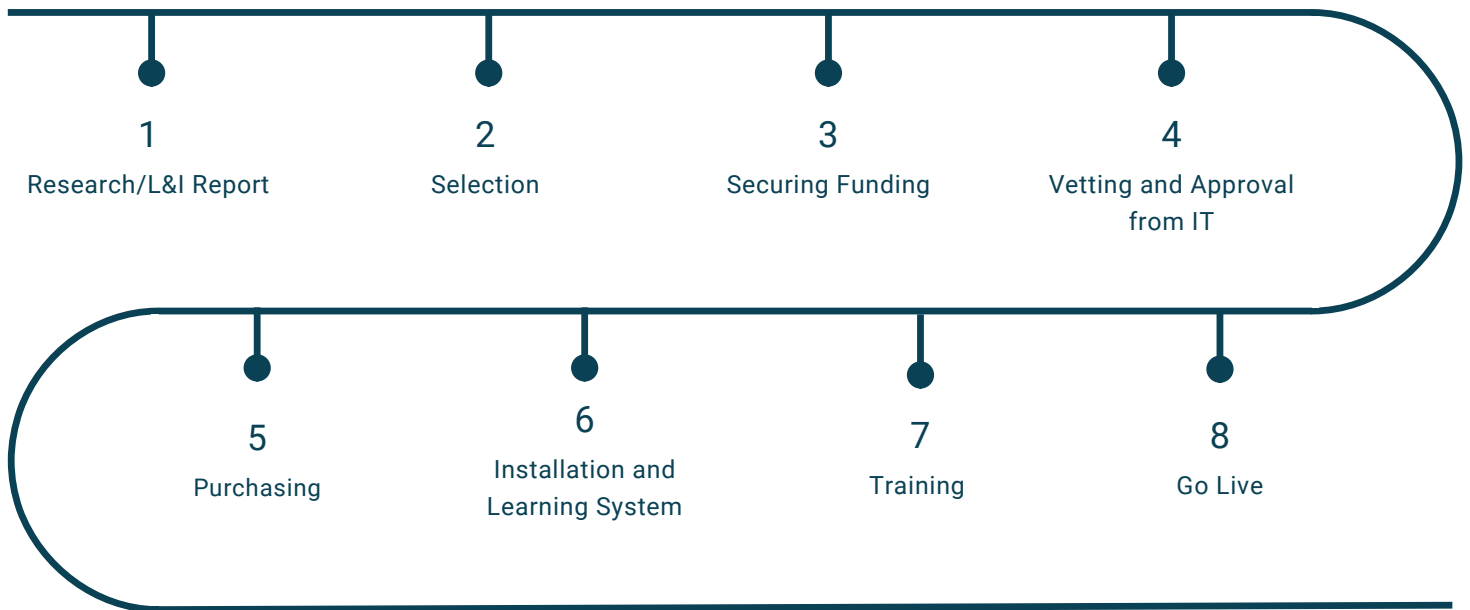 1
Research/L&I Report
2
Selection
3
Securing Funding
4
Vetting and Approval
from IT
5
Purchasing
6
Installation and
Learning System
7
Training
8
Go Live